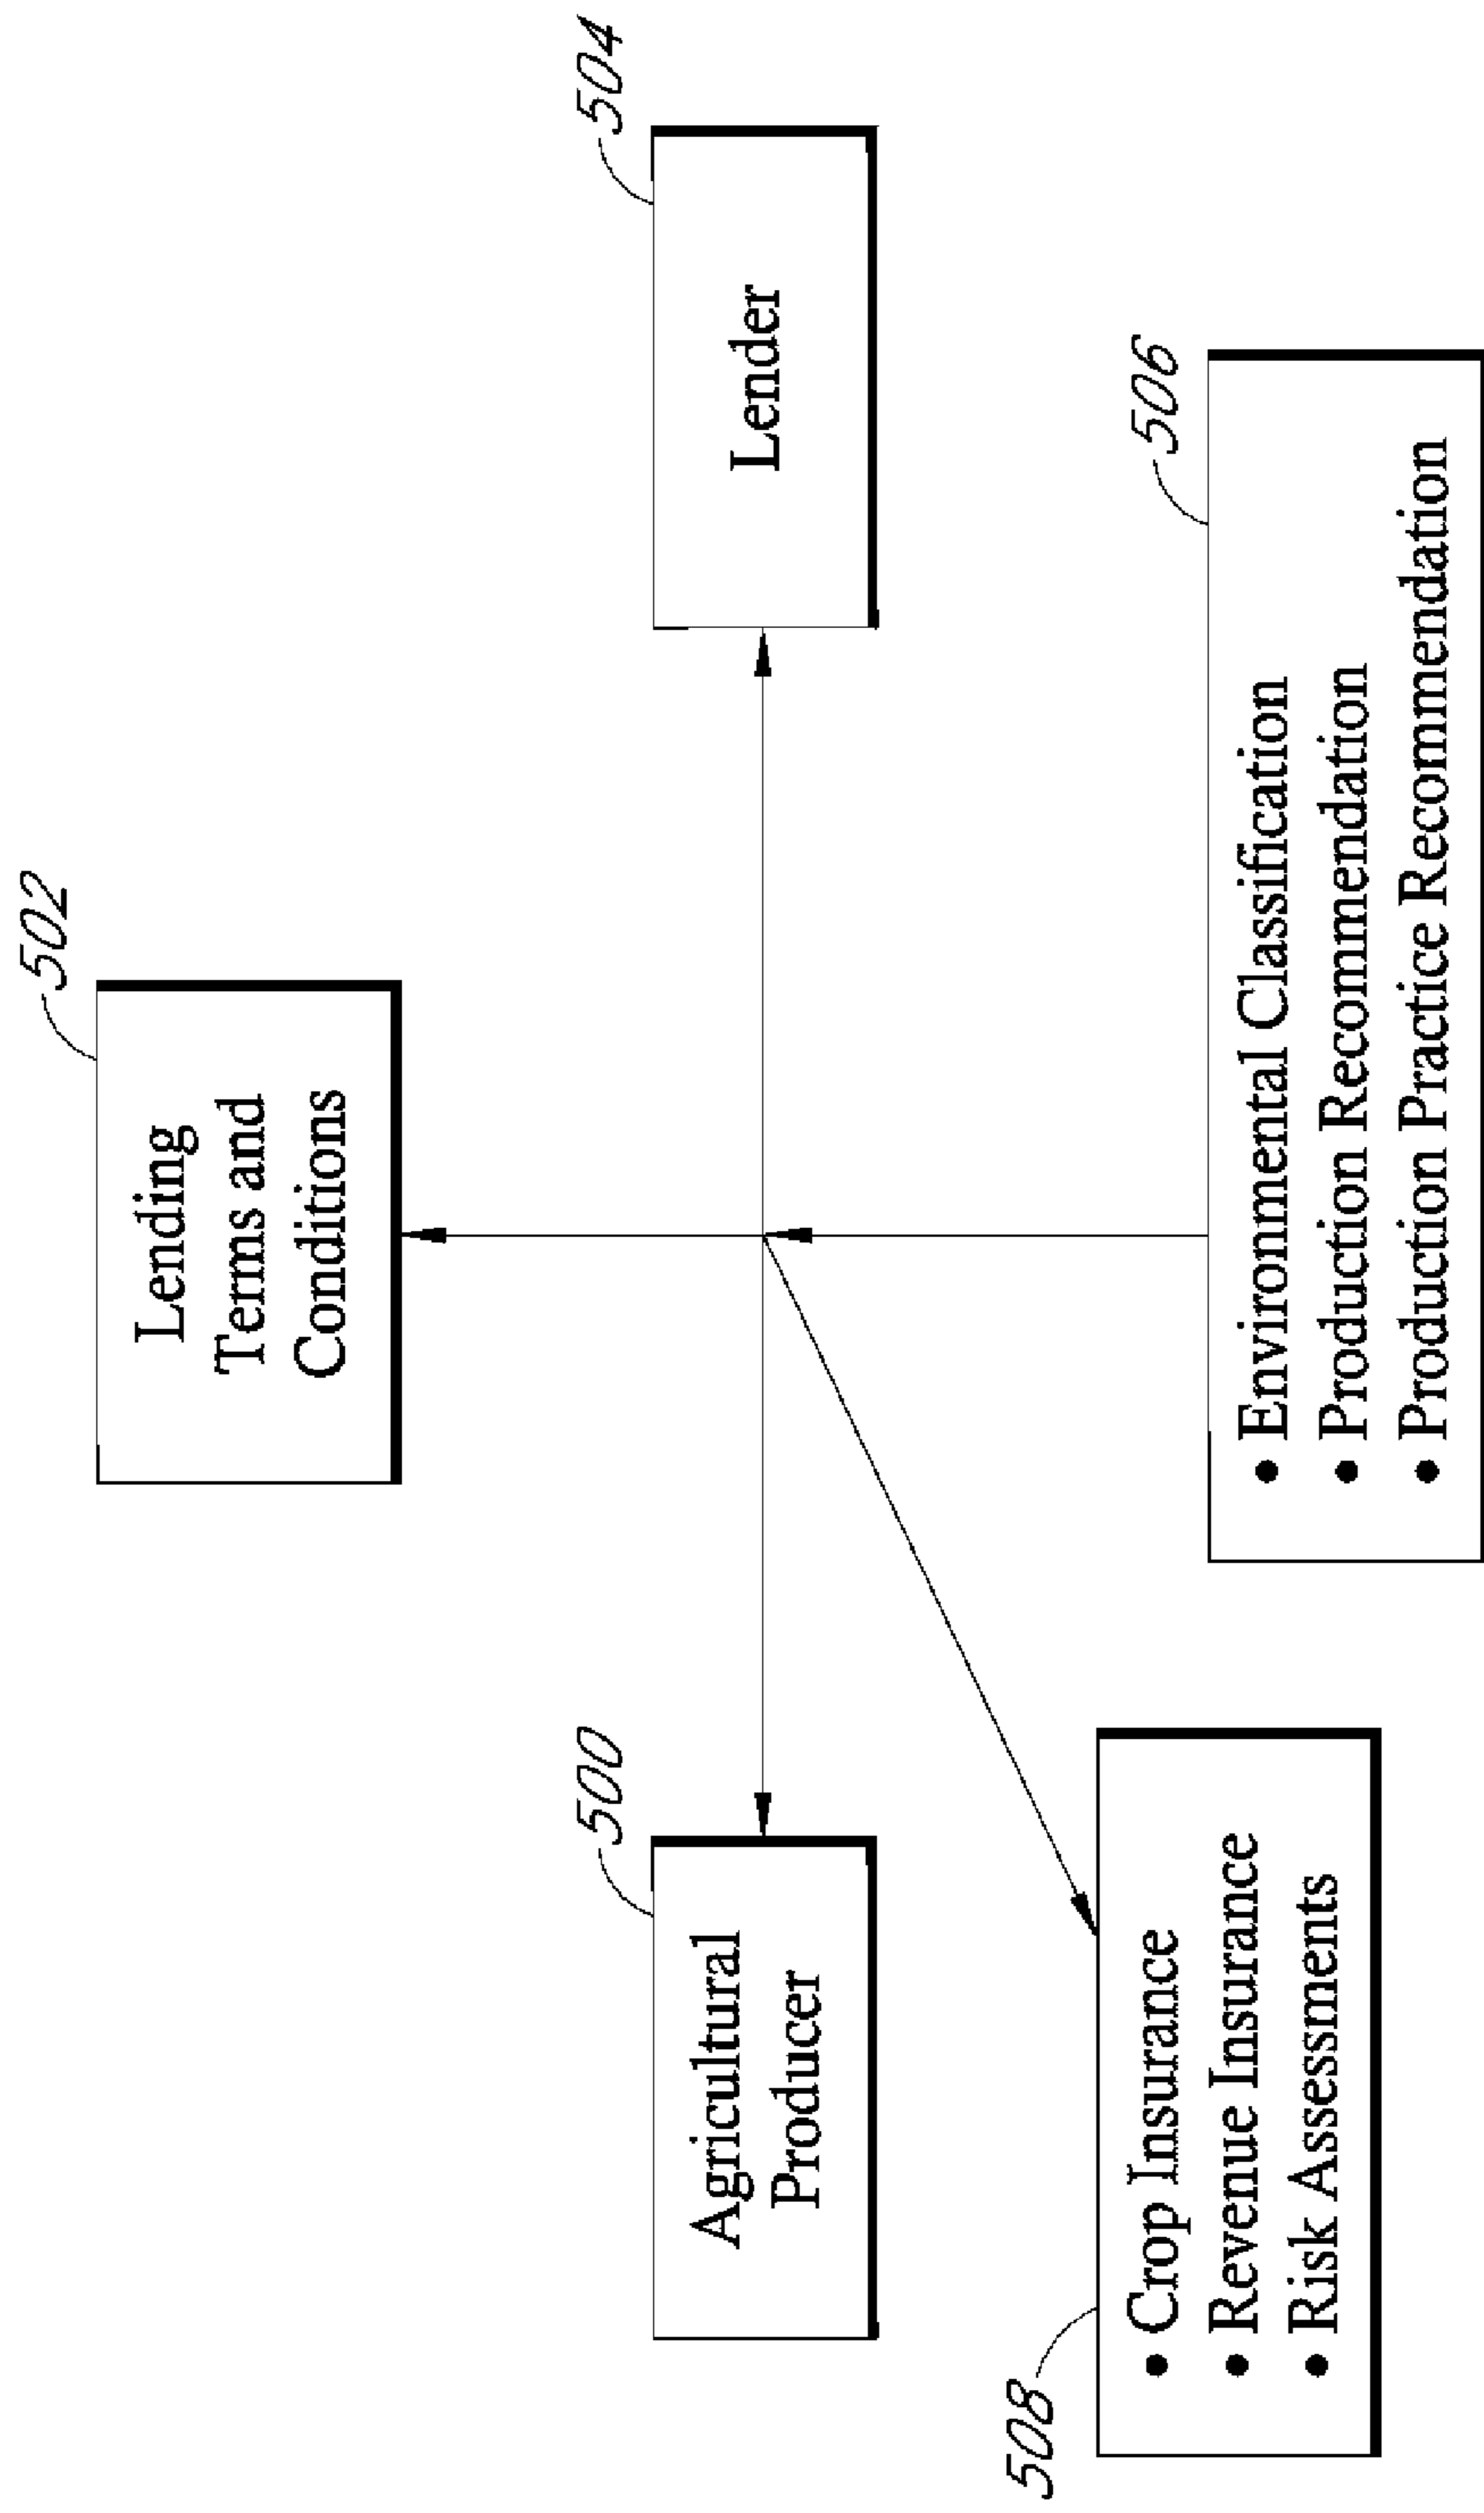 502
Lending
Terms and
Conditions
500
Agricultural
Producer
504
Lender
508
• Crop Insurance
• Revenue Insurance
• Risk Assessments
506
• Environmental Classification
• Production Recommendation
• Production Practice Recommendation